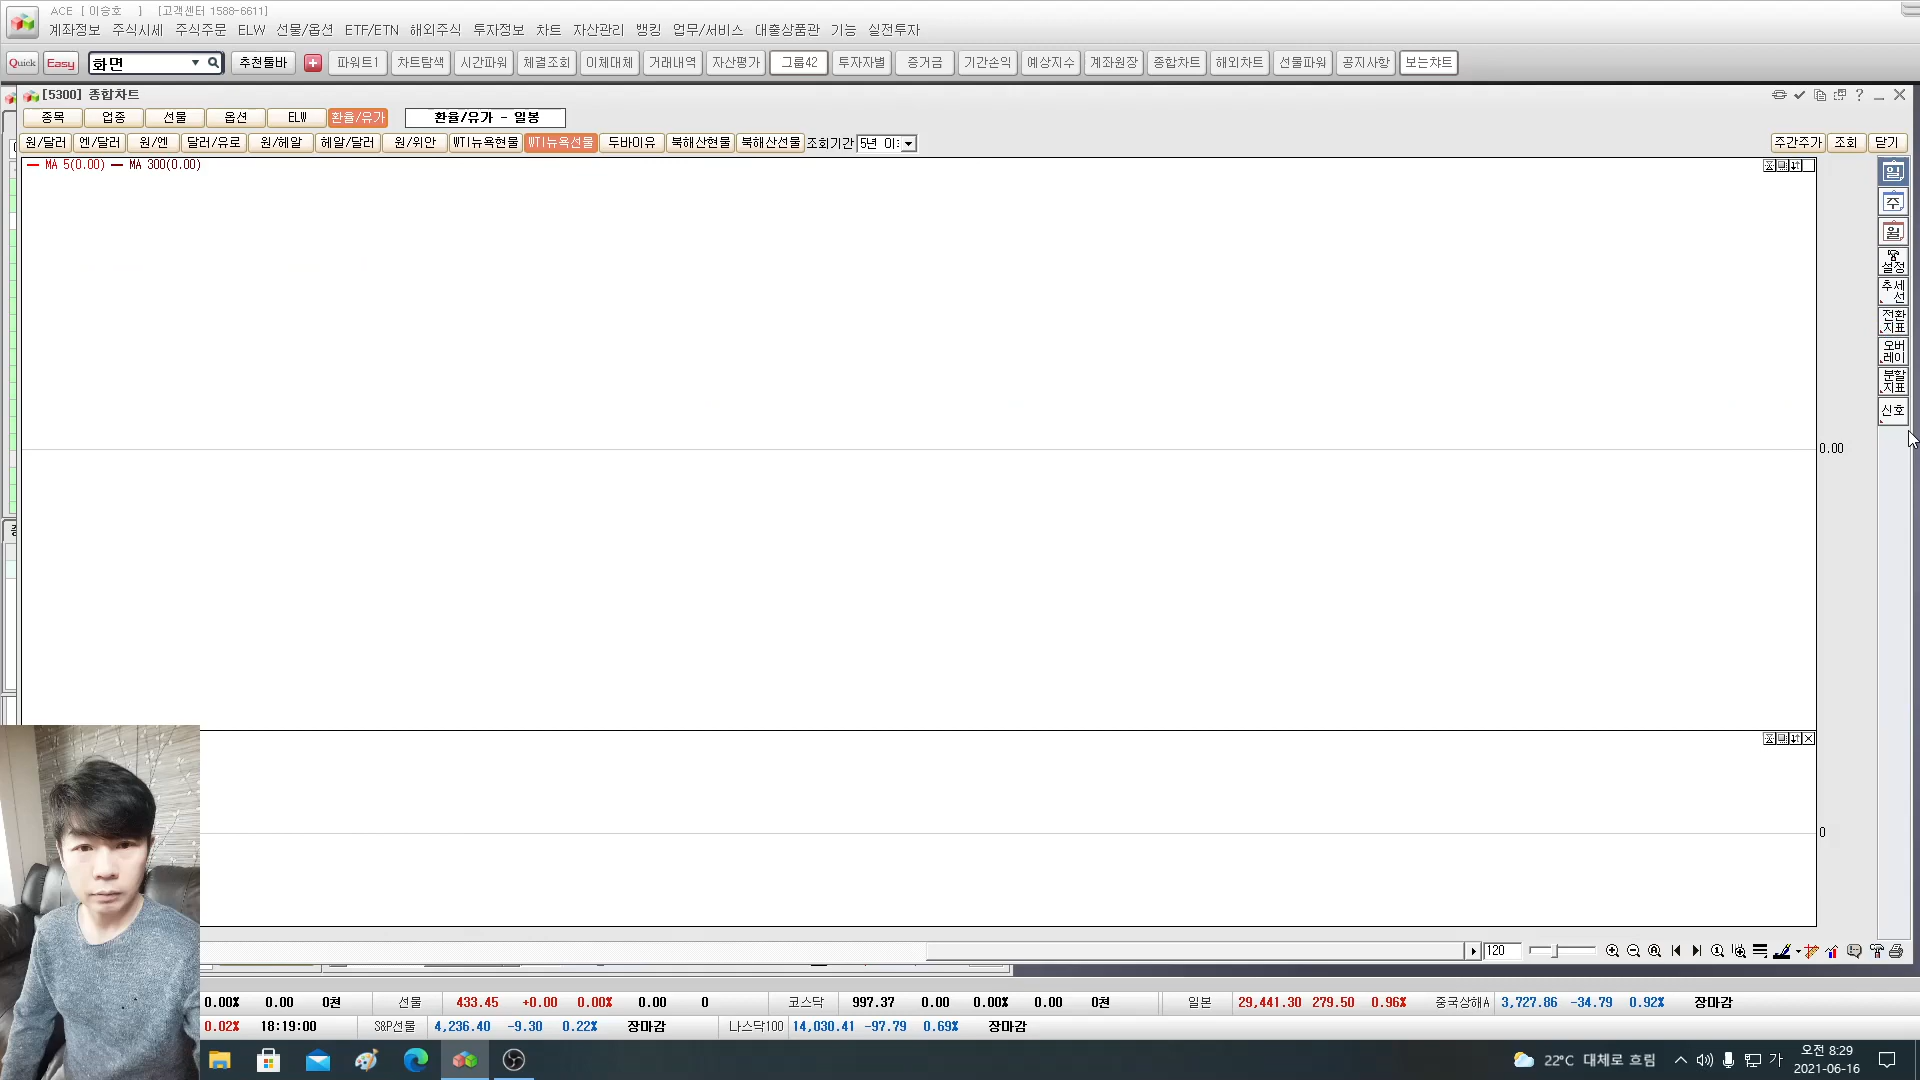 ACE [ 이승호 ] [고객센터 1588-6611]
계좌정보 주식시세 주식주문 ELW 선물/옵션 ETF/ETN 해외주식 투자정보 차트 자산관리 뱅킹 업무/서비스 대출상품관 기능 실전투자
Quick Easy 화면 추천툴바 파워트1 차트탐색 시간파워 체결조회 이체대체 거래내역 자산평가 그룹42 투자자별 증거금 기간손익 예상지수 계좌원장 종합차트 해외차트 선물파워 공지사항 보는차트
[5300] 종합차트
종목 업종 선물 옵션 ELW 환율/유가 환율/유가 - 일봉
원/달러 엔/달러 원/엔 달러/유로 원/헤알 헤알/달러 원/위안 WTI뉴욕현물 WTI뉴욕선물 두바이유 북해산현물 북해산선물 조회기간 5년 주간주가 조회 닫기
MA 5(0.00) MA 300(0.00)
일
주
월
설정
추세
선
전환
지표
오버
레이
분할
지표
신호
0.00
0
120
0.00% 0.00 0천 선물 433.45 +0.00 0.00% 0.00 0 코스닥 997.37 0.00 0.00% 0.00 0천 일본 29,441.30 279.50 0.96% 중국상해A 3,727.86 -34.79 0.92% 장마감
0.02% 18:19:00 S&P선물 4,236.40 -9.30 0.22% 장마감 나스닥100 14,030.41 -97.79 0.69% 장마감
22°C 대체로 흐림 가 오전 8:29
2021-06-16